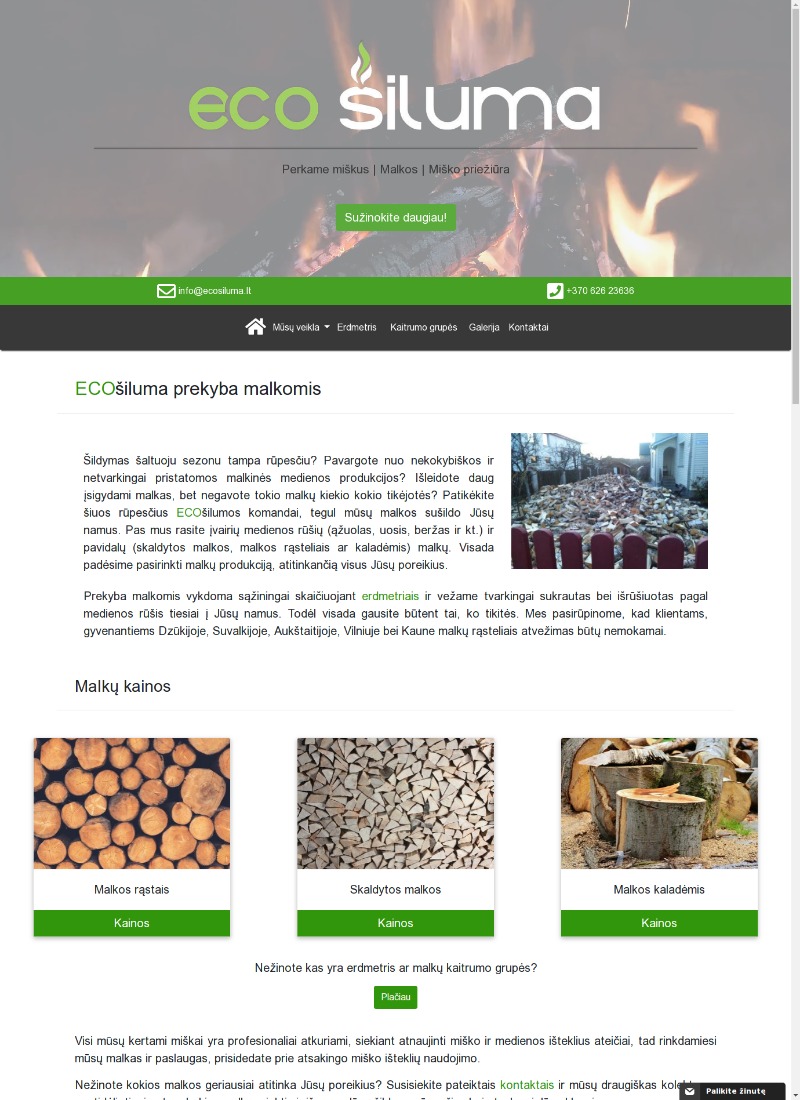 eco šiluma
Perkame miškus | Malkos | Miško priežiūra
Sužinokite daugiau!
info@ecosiluma.lt
+370 626 23636
Mūsų veikla Erdmetris Kaitrumo grupės Galerija Kontaktai
ECOšiluma prekyba malkomis
Šildymas šaltuoju sezonu tampa rūpesčiu? Pavargote nuo nekokybiškos ir
netvarkingai pristatomos malkinės medienos produkcijos? Išleidote daug
įsigydami malkas, bet negavote tokio malkų kiekio kokio tikėjotės? Patikėkite
šiuos rūpesčius ECOšilumos komandai, tegul mūsų malkos sušildo Jūsų
namus. Pas mus rasite įvairių medienos rūšių (ąžuolas, uosis, beržas ir kt.) ir
pavidalų (skaldytos malkos, malkos rąsteliais ar kaladėmis) malkų. Visada
padėsime pasirinkti malkų produkciją, atitinkančią visus Jūsų poreikius.
Prekyba malkomis vykdoma sąžiningai skaičiuojant erdmetriais ir vežame tvarkingai sukrautas bei išrūšiuotas pagal
medienos rūšis tiesiai į Jūsų namus. Todėl visada gausite būtent tai, ko tikitės. Mes pasirūpinome, kad klientams,
gyvenantiems Dzūkijoje, Suvalkijoje, Aukštaitijoje, Vilniuje bei Kaune malkų rąsteliais atvežimas būtų nemokamai.
Malkų kainos
Malkos rąstais
Kainos
Skaldytos malkos
Kainos
Malkos kaladėmis
Kainos
Nežinote kas yra erdmetris ar malkų kaitrumo grupės?
Plačiau
Visi mūsų kertami miškai yra profesionaliai atkuriami, siekiant atnaujinti miško ir medienos išteklius ateičiai, tad rinkdamiesi
mūsų malkas ir paslaugas, prisidedate prie atsakingo miško išteklių naudojimo.
Nežinote kokios malkos geriausiai atitinka Jūsų poreikius? Susisiekite pateiktais kontaktais ir mūsų draugiškas
Palikite žinutę